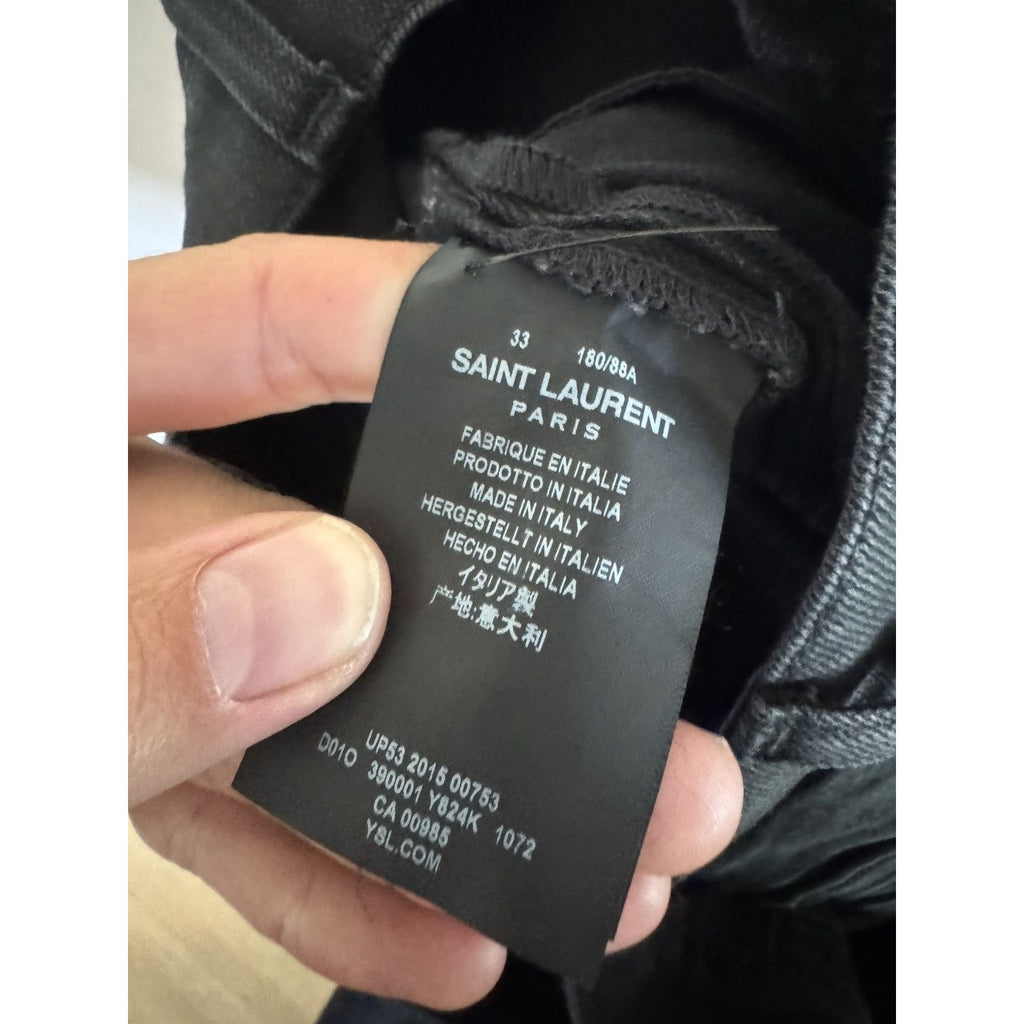 33 180/88A
SAINT LAURENT
PARIS
FABRIQUE EN ITALIE
PRODOTTO IN ITALIA
MADE IN ITALY
HERGESTELLT IN ITALIEN
HECHO EN ITALIA
イタリア製
产地:意大利
UP53 2015 00753
D01O 390001 Y824K 1072
CA 00985
YSL.COM